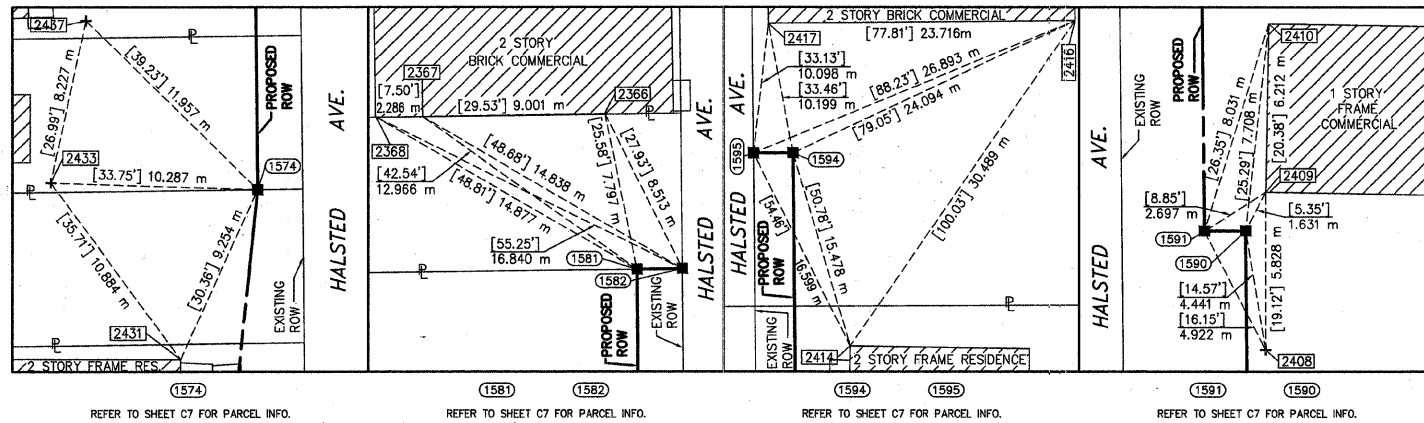 2437
[26.99'] 8.227 m
[39.23'] 11.957 m
PROPOSED
ROW
2433
[33.75'] 10.287 m
1574
[35.71'] 10.884 m
[30.36'] 9.254 m
2431
EXISTING
ROW
2 STORY FRAME RES.
HALSTED AVE.
1574
REFER TO SHEET C7 FOR PARCEL INFO.
2 STORY
BRICK COMMERCIAL
2367
[7.50']
2.286 m
[29.53'] 9.001 m
2366
2368
[42.54']
12.966 m
[48.68'] 14.838 m
[48.81'] 14.877 m
[25.58'] 7.797 m
[27.93'] 8.513 m
[55.25']
16.840 m
1581
1582
PROPOSED
ROW
EXISTING
ROW
HALSTED AVE.
1581 1582
REFER TO SHEET C7 FOR PARCEL INFO.
2 STORY BRICK COMMERCIAL
[77.81'] 23.716m
2417
2416
[33.13']
10.098 m
[33.46']
10.199 m
[88.23'] 26.893 m
[79.05'] 24.094 m
1595
1594
[54.46'] 16.599 m
[50.78'] 15.478 m
[100.03'] 30.489 m
HALSTED AVE.
PROPOSED
ROW
EXISTING
ROW
2414
2 STORY FRAME RESIDENCE
1594 1595
REFER TO SHEET C7 FOR PARCEL INFO.
HALSTED AVE.
EXISTING
ROW
PROPOSED
ROW
2410
1 STORY
FRAME
COMMERCIAL
[26.35'] 8.031 m
[25.29'] 7.708 m
[20.38'] 6.212 m
2409
[8.85']
2.697 m
[5.35']
1.631 m
1591
1590
[14.57']
4.441 m
[16.15']
4.922 m
[19.12'] 5.828 m
2408
1591 1590
REFER TO SHEET C7 FOR PARCEL INFO.